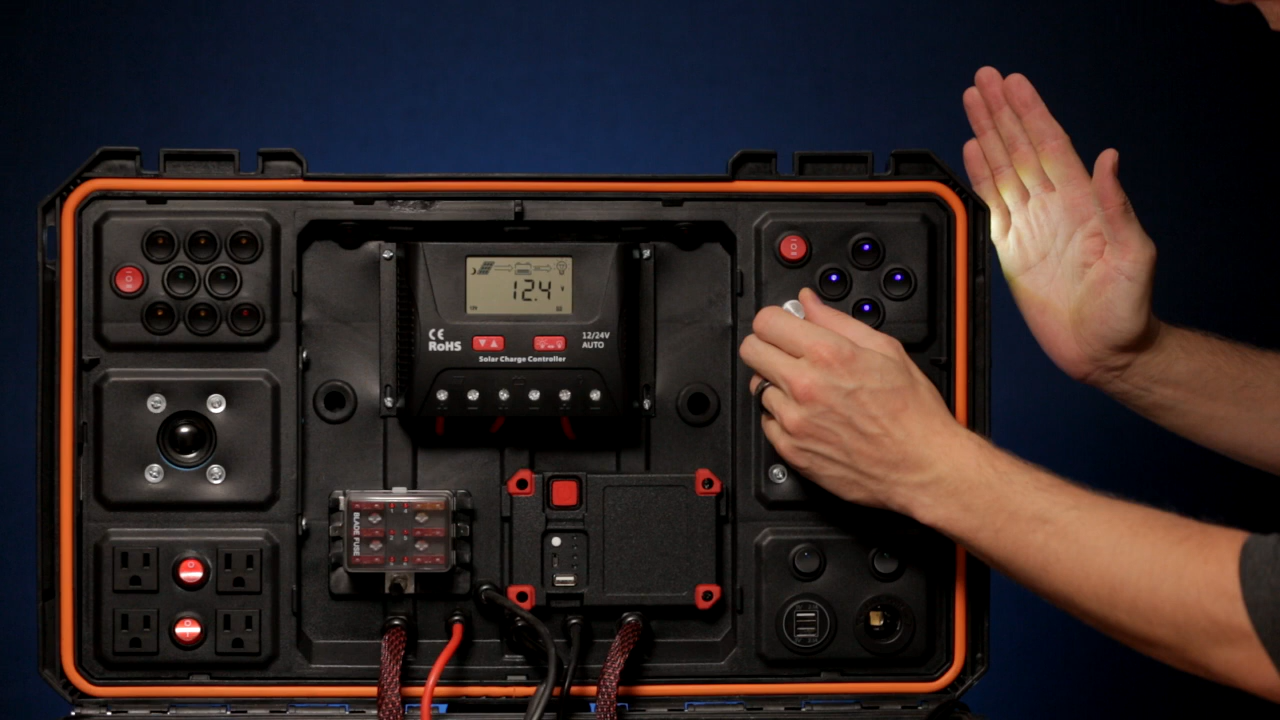 12.4 v
CE
RoHS
12/24V
AUTO
Solar Charge Controller
BLADE FUSE